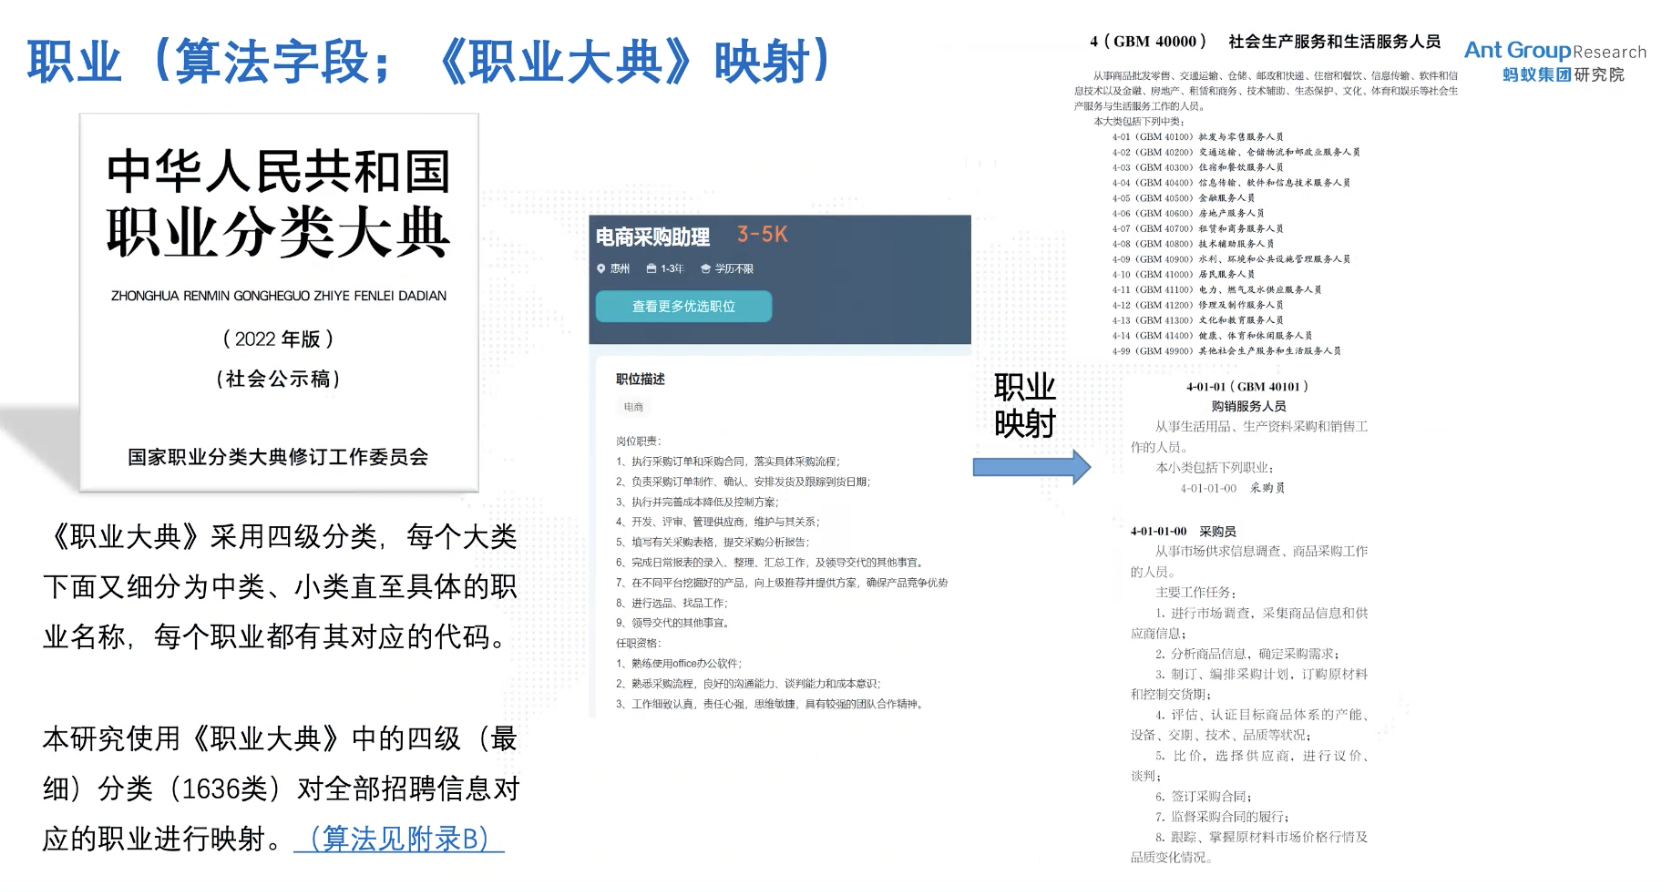 职业（算法字段；《职业大典》映射）
中华人民共和国
职业分类大典
ZHONGHUA RENMIN GONGHEGUO ZHIYE FENLEI DADIAN
（2022 年版）
（社会公示稿）
国家职业分类大典修订工作委员会
《职业大典》采用四级分类，每个大类
下面又细分为中类、小类直至具体的职
业名称，每个职业都有其对应的代码。
本研究使用《职业大典》中的四级（最
细）分类（1636类）对全部招聘信息对
应的职业进行映射。（算法见附录B）
电商采购助理 3-5K
惠州 1-3年 学历不限
查看更多优选职位
职位描述
电商
岗位职责：
1、执行采购订单和采购合同，落实具体采购流程；
2、负责采购订单制作、确认、安排发货及跟踪到货日期；
3、执行并完善成本降低及控制方案；
4、开发、评审、管理供应商，维护与其关系；
5、填写有关采购表格，提交采购分析报告；
6、完成日常报表的录入、整理、汇总工作，及领导交代的其他事宜。
7、在不同平台挖掘好的产品，向上级推荐并提供方案，确保产品竞争优势
8、进行选品、找品工作；
9、领导交代的其他事宜。
任职资格：
1、熟练使用office办公软件；
2、熟悉采购流程，良好的沟通能力、谈判能力和成本意识；
3、工作细致认真，责任心强，思维敏捷，具有较强的团队合作精神。
职业
映射
4（GBM 40000） 社会生产服务和生活服务人员
从事商品批发零售、交通运输、仓储、邮政和快递、住宿和餐饮、信息传输、软件和信
息技术以及金融、房地产、租赁和商务、技术辅助、生态保护、文化、体育和娱乐等社会生
产服务与生活服务工作的人员。
本大类包括下列中类：
4-01（GBM 40100）批发与零售服务人员
4-02（GBM 40200）交通运输、仓储物流和邮政业服务人员
4-03（GBM 40300）住宿和餐饮服务人员
4-04（GBM 40400）信息传输、软件和信息技术服务人员
4-05（GBM 40500）金融服务人员
4-06（GBM 40600）房地产服务人员
4-07（GBM 40700）租赁和商务服务人员
4-08（GBM 40800）技术辅助服务人员
4-09（GBM 40900）水利、环境和公共设施管理服务人员
4-10（GBM 41000）居民服务人员
4-11（GBM 41100）电力、燃气及水供应服务人员
4-12（GBM 41200）修理及制作服务人员
4-13（GBM 41300）文化和教育服务人员
4-14（GBM 41400）健康、体育和休闲服务人员
4-99（GBM 49900）其他社会生产服务和生活服务人员
4-01-01（GBM 40101）
购销服务人员
从事生活用品、生产资料采购和销售工
作的人员。
本小类包括下列职业：
4-01-01-00 采购员
4-01-01-00 采购员
从事市场供求信息调查、商品采购工作
的人员。
主要工作任务：
1. 进行市场调查，采集商品信息和供
应商信息；
2. 分析商品信息，确定采购需求；
3. 制订、编排采购计划，订购原材料
和控制交货期；
4. 评估、认证目标商品体系的产能、
设备、交期、技术、品质等状况；
5. 比价，选择供应商，进行议价、
谈判；
6. 签订采购合同；
7. 监督采购合同的履行；
8. 跟踪、掌握原材料市场价格行情及
品质变化情况。
Ant Group Research
蚂蚁集团研究院